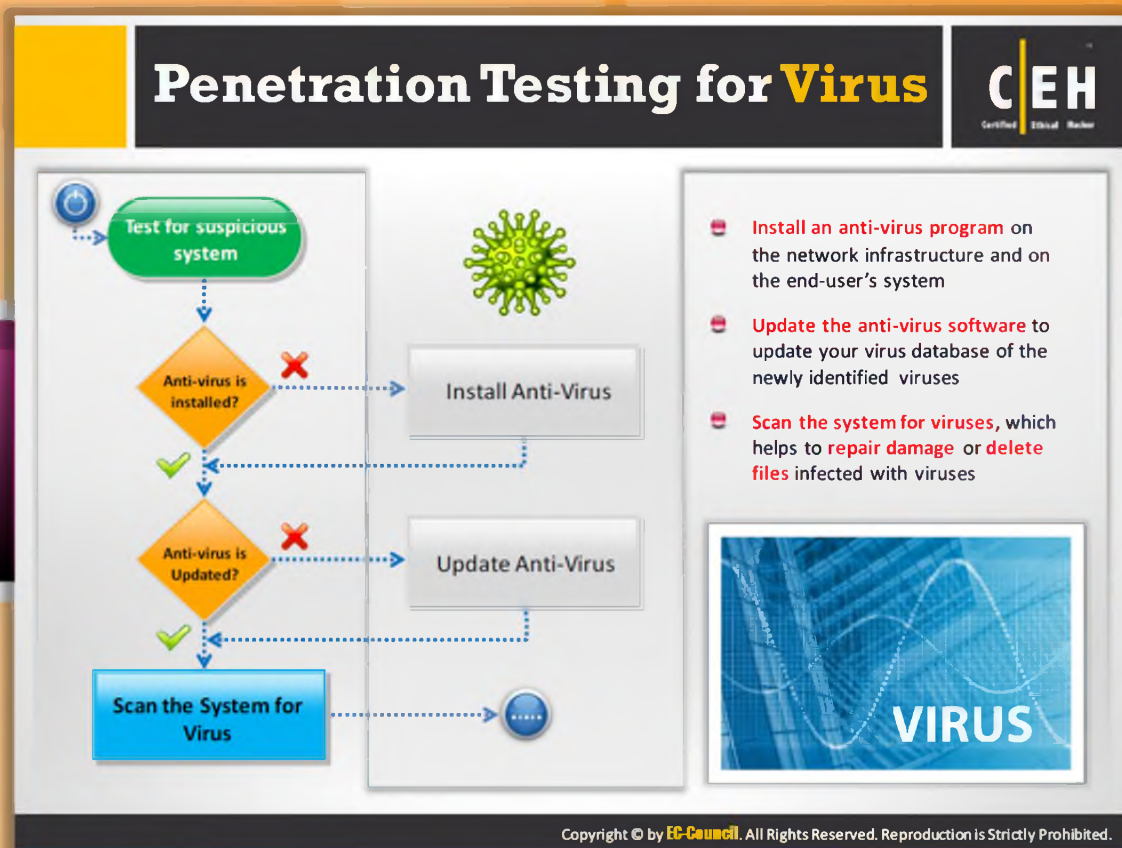 Penetration Testing for Virus
C EH
Certified Ethical Hacker
Test for suspicious
system
Anti-virus is
installed?
Install Anti-Virus
Anti-virus is
Updated?
Update Anti-Virus
Scan the System for
Virus
Install an anti-virus program on
the network infrastructure and on
the end-user's system
Update the anti-virus software to
update your virus database of the
newly identified viruses
Scan the system for viruses, which
helps to repair damage or delete
files infected with viruses
VIRUS
Copyright © by EC-Council. All Rights Reserved. Reproduction is Strictly Prohibited.